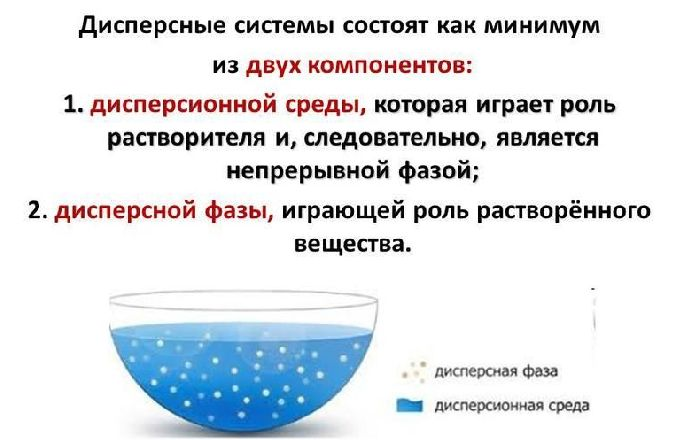 Дисперсные системы состоят как минимум
из двух компонентов:
1. дисперсионной среды, которая играет роль
растворителя и, следовательно, является
непрерывной фазой;
2. дисперсной фазы, играющей роль растворённого
вещества.
дисперсная фаза
дисперсионная среда